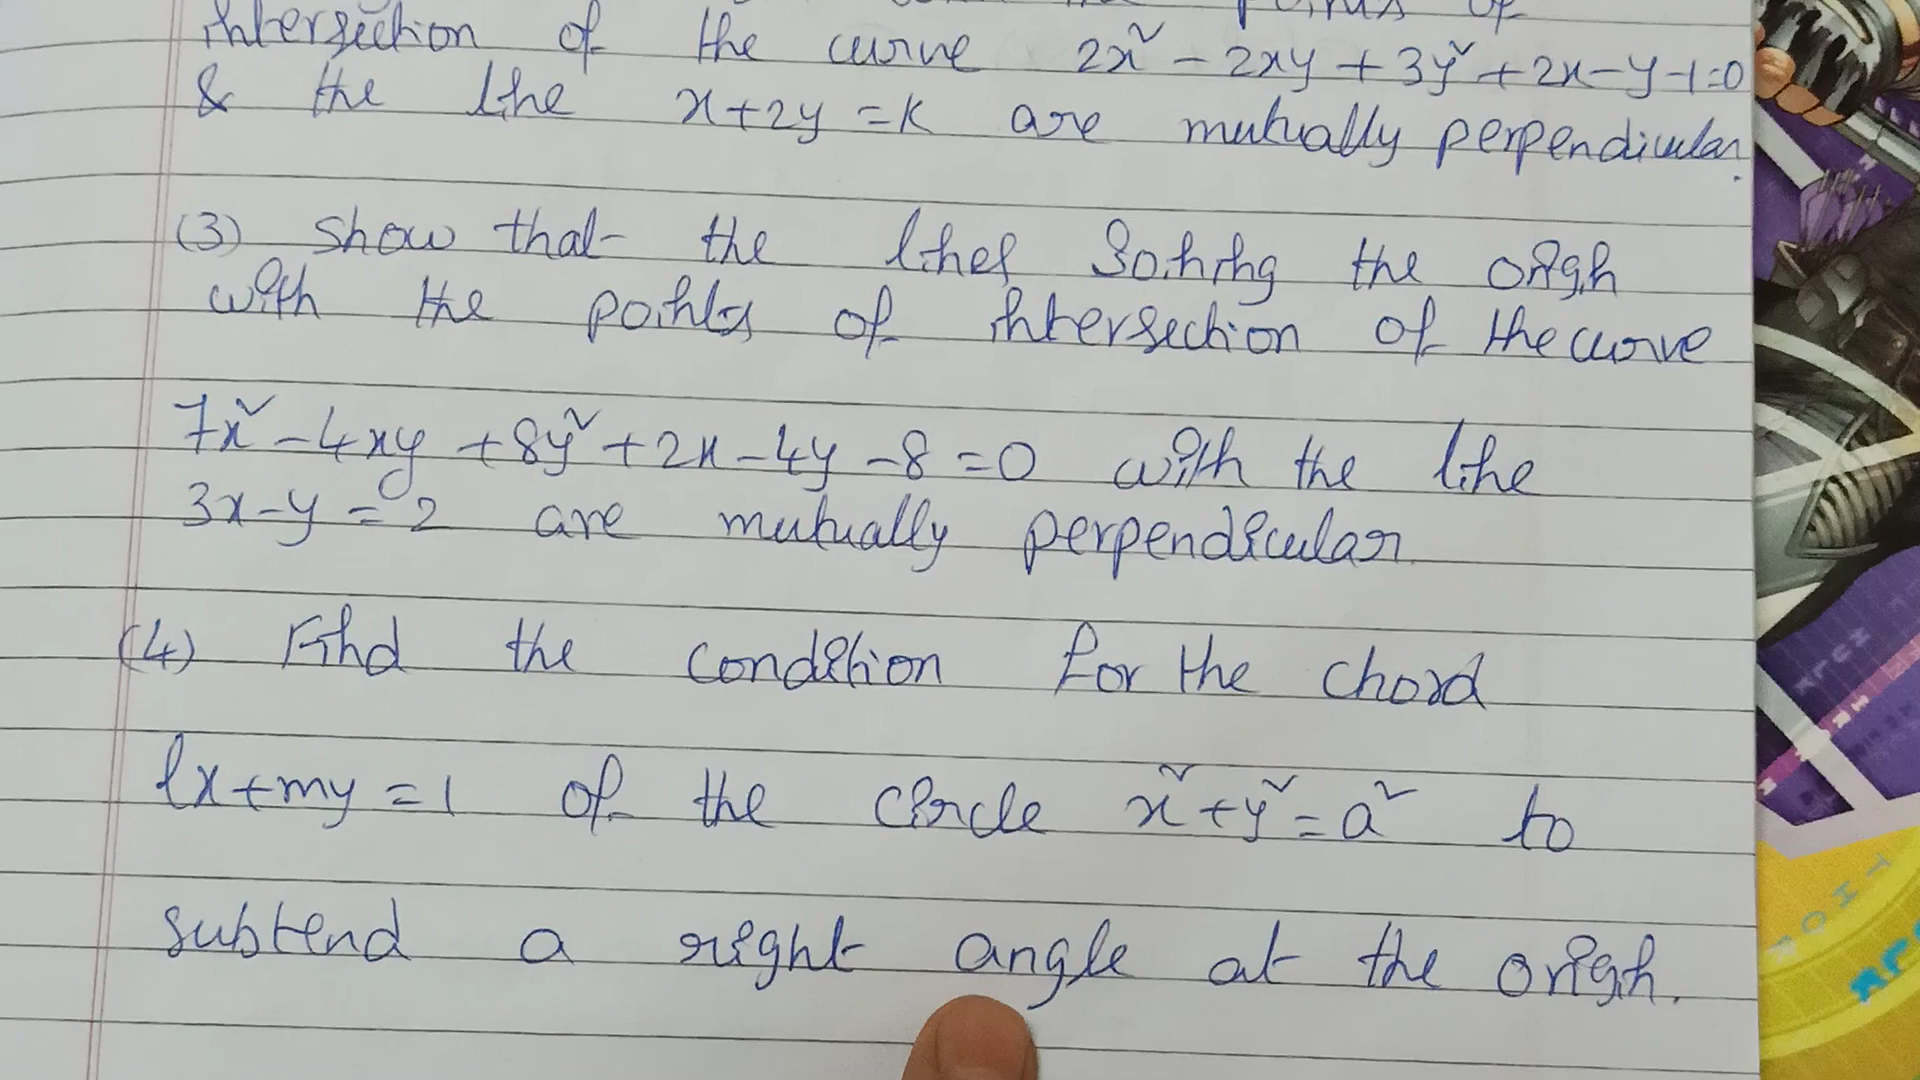 points of
intersection of the curve 2x² - 2xy + 3y² + 2x - y - 1 = 0
& the line x + 2y = k are mutually perpendicular.
(3) Show that the lines Joining the origin
with the points of intersection of the curve
7x² - 4xy + 8y² + 2x - 4y - 8 = 0 with the line
3x - y = 2 are mutually perpendicular
(4) Find the condition for the chord
lx + my = 1 of the circle x² + y² = a² to
subtend a right angle at the origin.